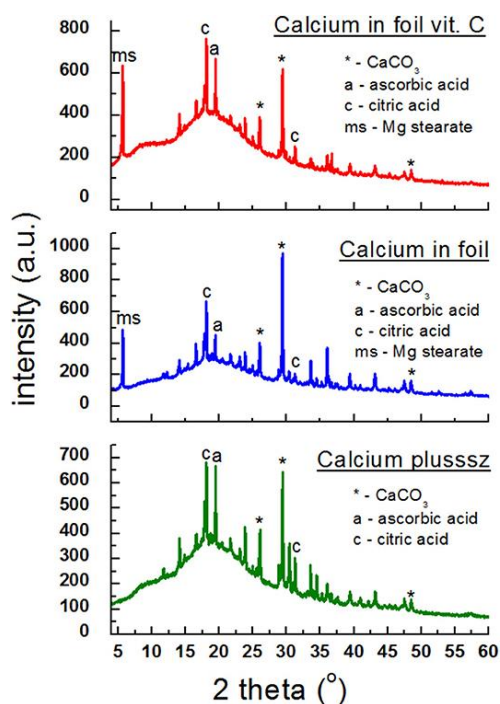 Calcium in foil vit. C
* - CaCO3
a - ascorbic acid
c - citric acid
ms - Mg stearate
ms
c
a
*
*
c
*
800
600
400
200
0
Calcium in foil
* - CaCO3
a - ascorbic acid
c - citric acid
ms - Mg stearate
ms
c
a
*
*
c
*
1000
800
600
400
200
0
Calcium plusssz
* - CaCO3
a - ascorbic acid
c - citric acid
c a
*
*
c
*
700
600
500
400
300
200
100
0
5 10 15 20 25 30 35 40 45 50 55 60
2 theta (o)
intensity (a.u.)